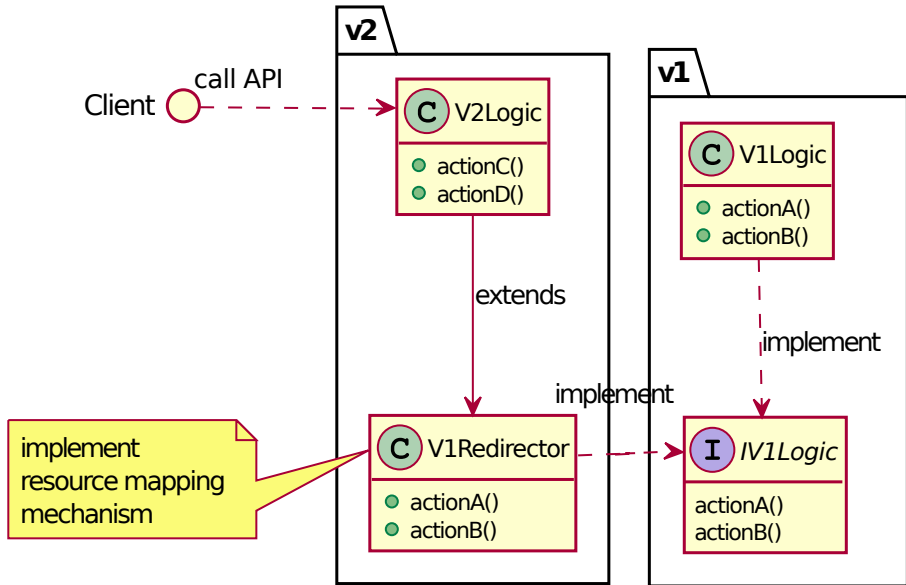 v2
v1
call API
Client
C V2Logic
actionC()
actionD()
C V1Logic
actionA()
actionB()
extends
implement
implement
implement
resource mapping
mechanism
C V1Redirector
actionA()
actionB()
I IV1Logic
actionA()
actionB()